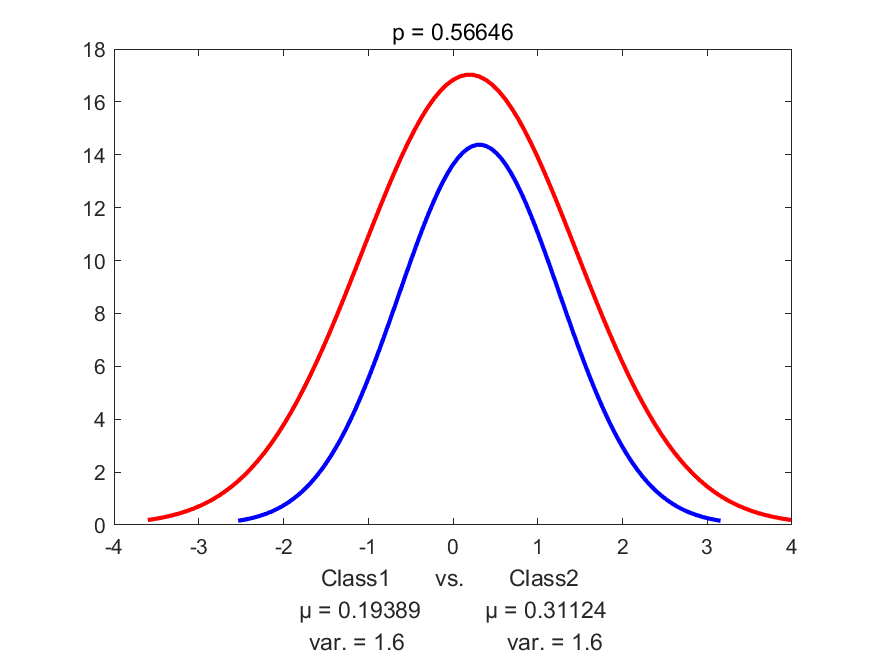 p = 0.56646
18
16
14
12
10
8
6
4
2
0
-4 -3 -2 -1 0 1 2 3 4
Class1 vs. Class2
μ = 0.19389 μ = 0.31124
var. = 1.6 var. = 1.6